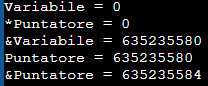 Variabile = 0
*Puntatore = 0
&Variabile = 635235580
Puntatore = 635235580
&Puntatore = 635235584